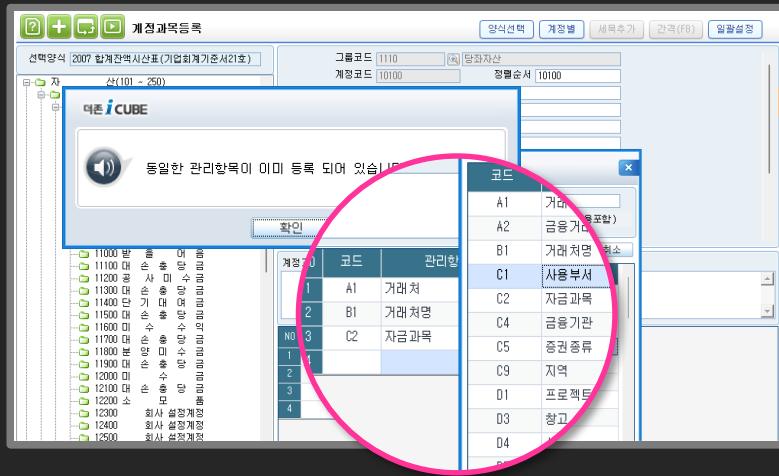 계정과목등록
양식선택 계정별 세목추가 간격(F8) 일괄설정
선택양식 2007 합계잔액시산표(기업회계기준서21호)
그룹코드 1110 당좌자산
계정코드 10100 정렬순서 10100
자 산(101 ~ 250)
더존 iCUBE
동일한 관리항목이 이미 등록 되어 있습니
확인
11000 받 을 어 음
11100 대 손 충 당 금
11200 공 사 미 수 금
11300 대 손 충 당 금
11400 단 기 대 여 금
11500 대 손 충 당 금
11600 미 수 수 익
11700 대 손 충 당 금
11800 분 양 미 수 금
11900 대 손 충 당 금
12000 미 수 금
12100 대 손 충 당 금
12200 소 모 품
12300 회사 설정계정
12400 회사 설정계정
12500 회사 설정계정
계정
NO
1
2
3
4
코드 관리항
1 A1 거래처
2 B1 거래처명
3 C2 자금과목
4
용포함)
취소
코드
A1 거래
A2 금융거
B1 거래처명
C1 사용부서
C2 자금과목
C4 금융기관
C5 증권종류
C9 지역
D1 프로젝트
D3 창고
D4